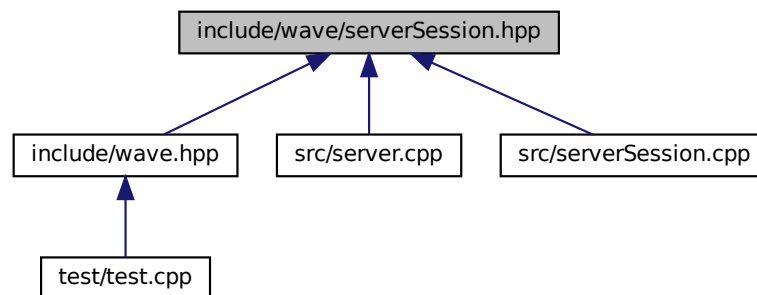 include/wave/serverSession.hpp
include/wave.hpp
src/server.cpp
src/serverSession.cpp
test/test.cpp